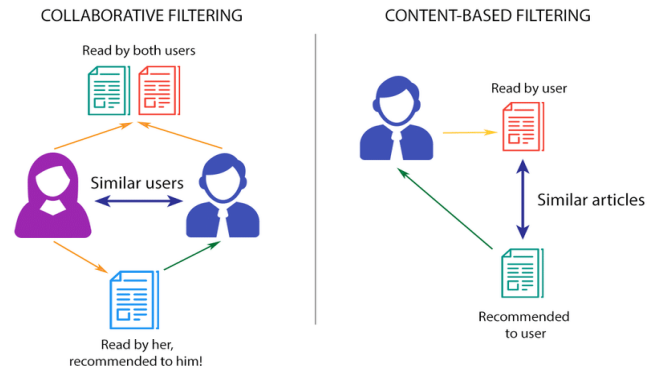 COLLABORATIVE FILTERING
Read by both users
Similar users
Read by her,
recommended to him!
CONTENT-BASED FILTERING
Read by user
Similar articles
Recommended
to user